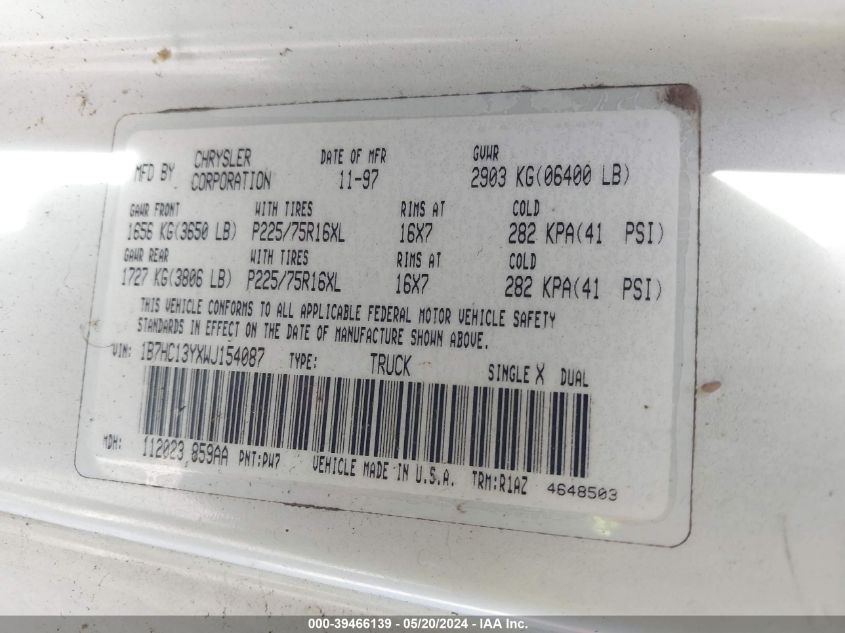 MFD BY CHRYSLER CORPORATION DATE OF MFR 11-97 GVWR 2903 KG(06400 LB)
GAWR FRONT WITH TIRES RIMS AT COLD
1656 KG(3650 LB) P225/75R16XL 16X7 282 KPA(41 PSI)
GAWR REAR WITH TIRES RIMS AT COLD
1727 KG(3806 LB) P225/75R16XL 16X7 282 KPA(41 PSI)
THIS VEHICLE CONFORMS TO ALL APPLICABLE FEDERAL MOTOR VEHICLE SAFETY
STANDARDS IN EFFECT ON THE DATE OF MANUFACTURE SHOWN ABOVE.
VIN: 1B7HC13YXWJ154087 TYPE: TRUCK SINGLE X DUAL
MDH: 112023 859AA PNT:PW7 VEHICLE MADE IN U.S.A. TRM:R1AZ 4648503
000-39466139 - 05/20/2024 - IAA Inc.